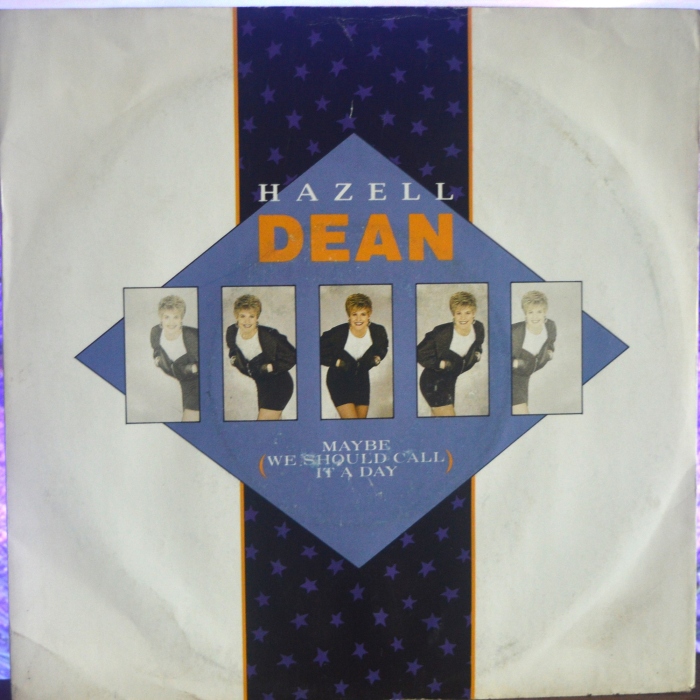 HAZELL
DEAN
MAYBE
(WE SHOULD CALL)
IT A DAY